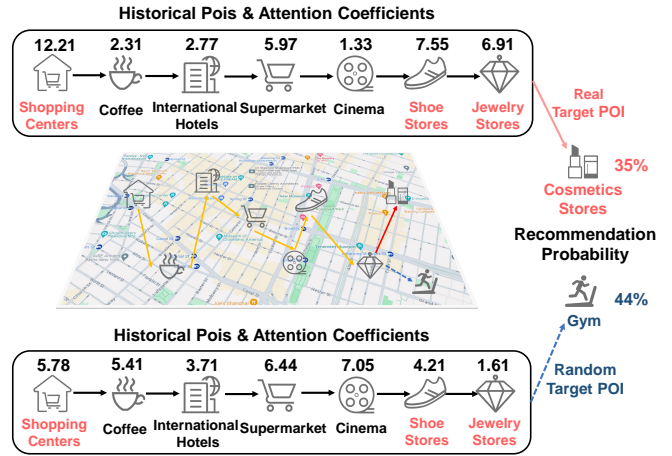 Historical Pois & Attention Coefficients
12.21 2.31 2.77 5.97 1.33 7.55 6.91
Shopping Centers
Coffee
International Hotels
Supermarket
Cinema
Shoe Stores
Jewelry Stores
Real
Target POI
35%
Cosmetics
Stores
Recommendation
Probability
44%
Gym
Random
Target POI
Historical Pois & Attention Coefficients
5.78 5.41 3.71 6.44 7.05 4.21 1.61
Shopping Centers
Coffee
International Hotels
Supermarket
Cinema
Shoe Stores
Jewelry Stores